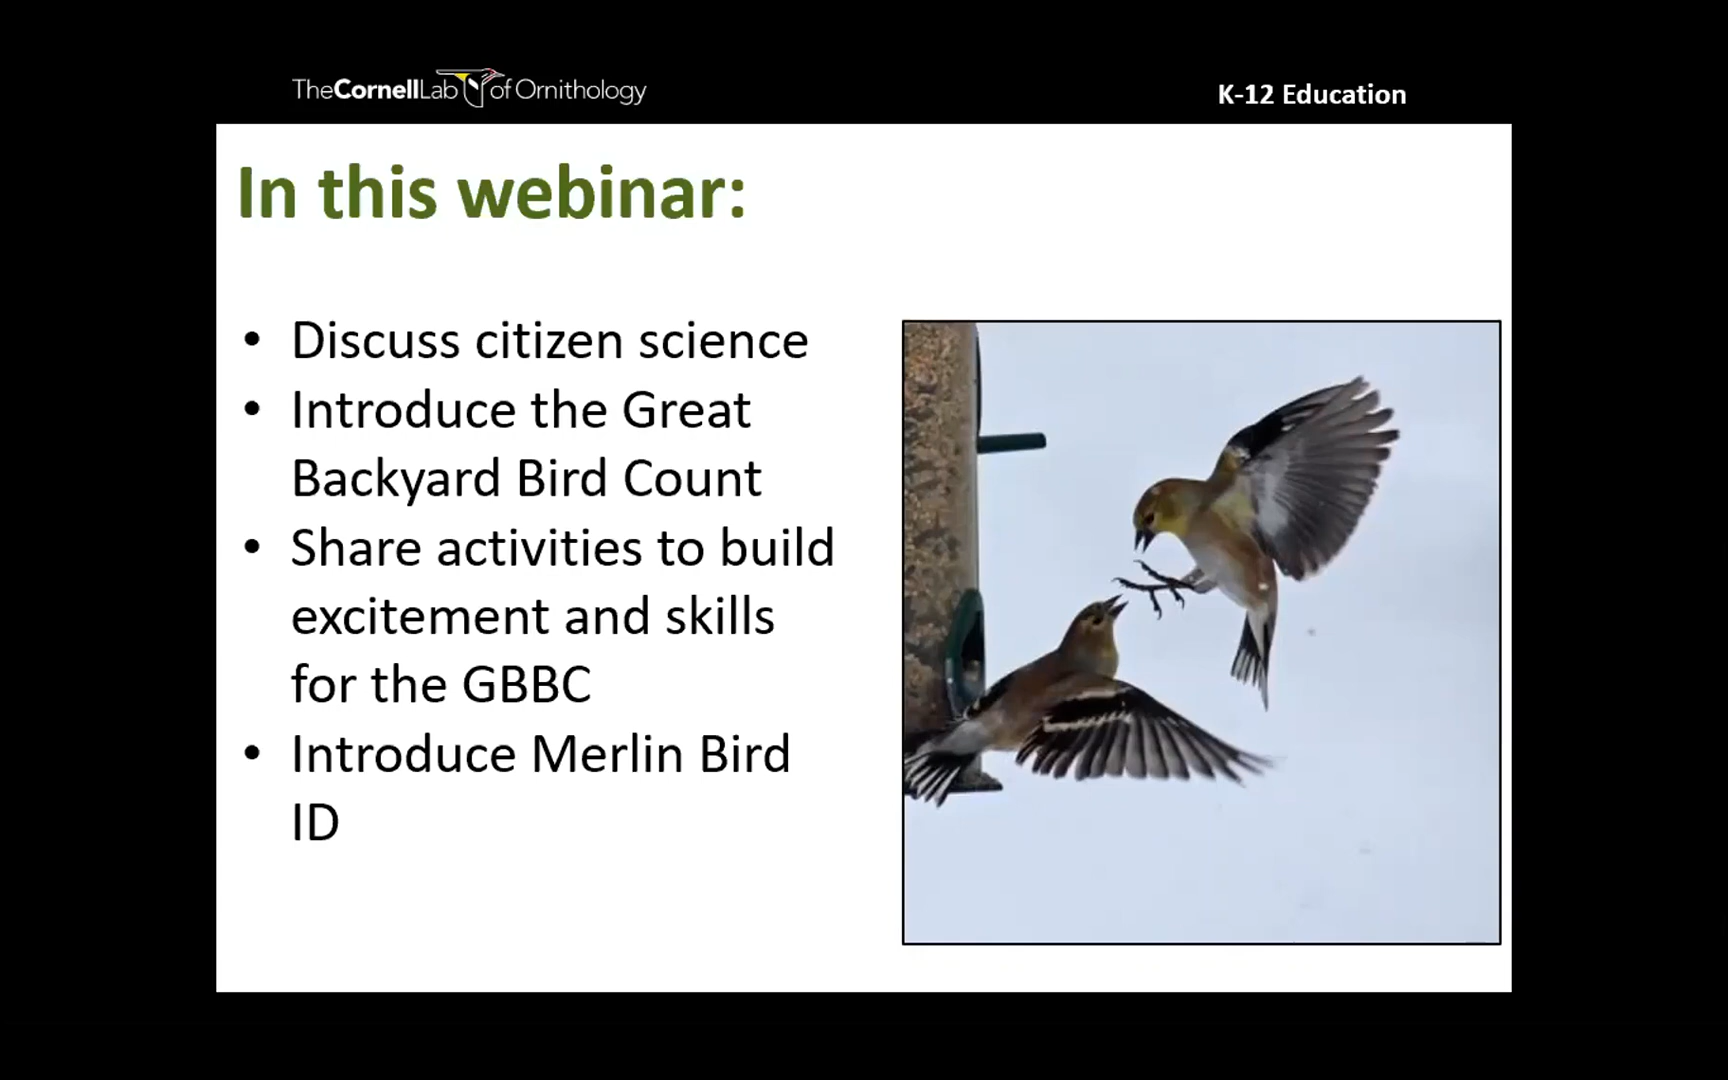 TheCornellLab of Ornithology
K-12 Education
In this webinar:
• Discuss citizen science
• Introduce the Great
Backyard Bird Count
• Share activities to build
excitement and skills
for the GBBC
• Introduce Merlin Bird
ID